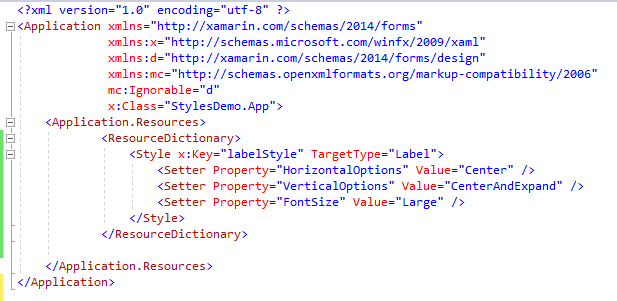 <?xml version="1.0" encoding="utf-8" ?>
<Application xmlns="http://xamarin.com/schemas/2014/forms"
xmlns:x="http://schemas.microsoft.com/winfx/2009/xaml"
xmlns:d="http://xamarin.com/schemas/2014/forms/design"
xmlns:mc="http://schemas.openxmlformats.org/markup-compatibility/2006"
mc:Ignorable="d"
x:Class="StylesDemo.App">
<Application.Resources>
<ResourceDictionary>
<Style x:Key="labelStyle" TargetType="Label">
<Setter Property="HorizontalOptions" Value="Center" />
<Setter Property="VerticalOptions" Value="CenterAndExpand" />
<Setter Property="FontSize" Value="Large" />
</Style>
</ResourceDictionary>
</Application.Resources>
</Application>